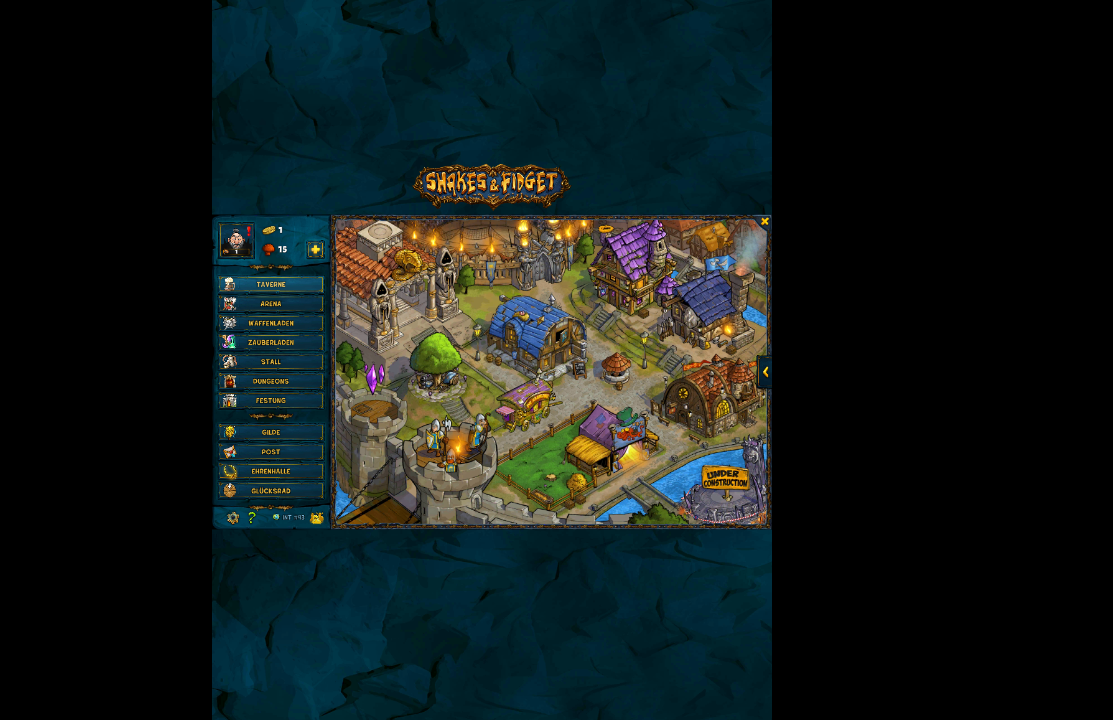 SHAKES & FIDGET
1
15
TAVERNE
ARENA
WAFFENLADEN
ZAUBERLADEN
STALL
DUNGEONS
FESTUNG
GILDE
POST
EHRENHALLE
GLÜCKSRAD
UNDER
CONSTRUCTION